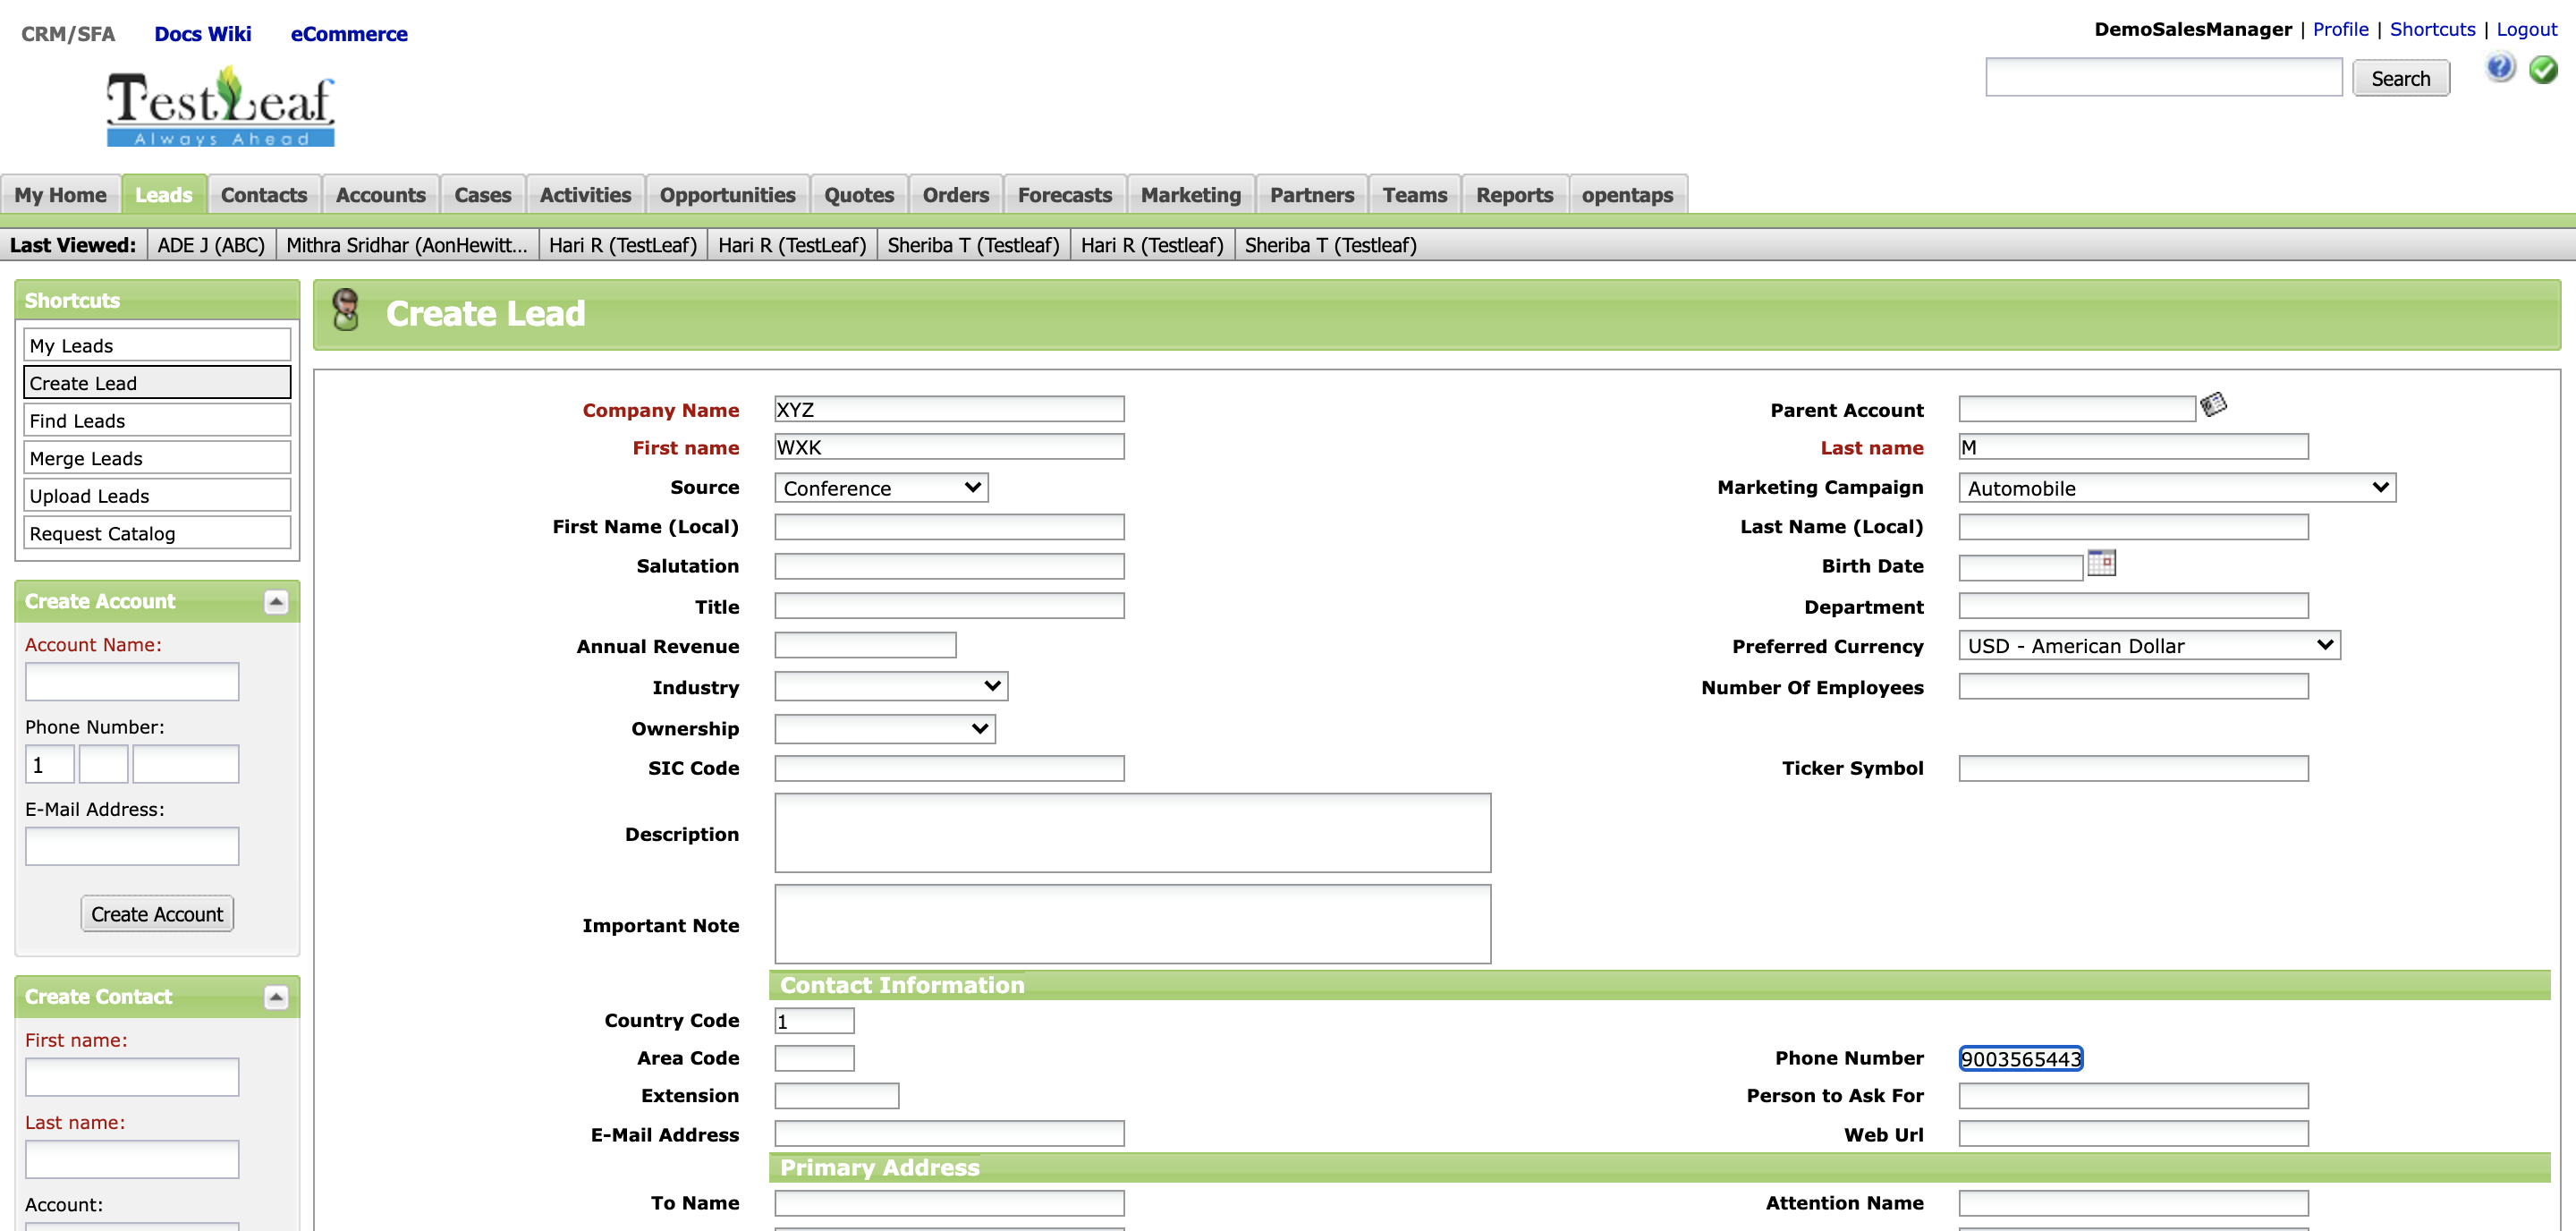 CRM/SFA Docs Wiki eCommerce
DemoSalesManager | Profile | Shortcuts | Logout
Search
TestLeaf
Always Ahead
My Home Leads Contacts Accounts Cases Activities Opportunities Quotes Orders Forecasts Marketing Partners Teams Reports opentaps
Last Viewed: ADE J (ABC) Mithra Sridhar (AonHewitt... Hari R (TestLeaf) Hari R (TestLeaf) Sheriba T (Testleaf) Hari R (Testleaf) Sheriba T (Testleaf)
Shortcuts
My Leads
Create Lead
Find Leads
Merge Leads
Upload Leads
Request Catalog
Create Account
Account Name:
Phone Number:
1
E-Mail Address:
Create Account
Create Contact
First name:
Last name:
Account:
Create Lead
Company Name XYZ Parent Account
First name WXK Last name M
Source Conference Marketing Campaign Automobile
First Name (Local) Last Name (Local)
Salutation Birth Date
Title Department
Annual Revenue Preferred Currency USD - American Dollar
Industry Number Of Employees
Ownership
SIC Code Ticker Symbol
Description
Important Note
Contact Information
Country Code 1
Area Code Phone Number 9003565443
Extension Person to Ask For
E-Mail Address Web Url
Primary Address
To Name Attention Name